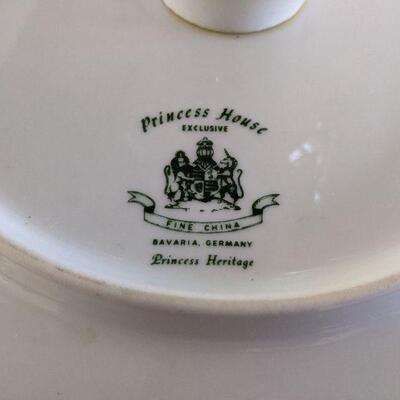 Princess House
EXCLUSIVE
FINE CHINA
BAVARIA, GERMANY
Princess Heritage